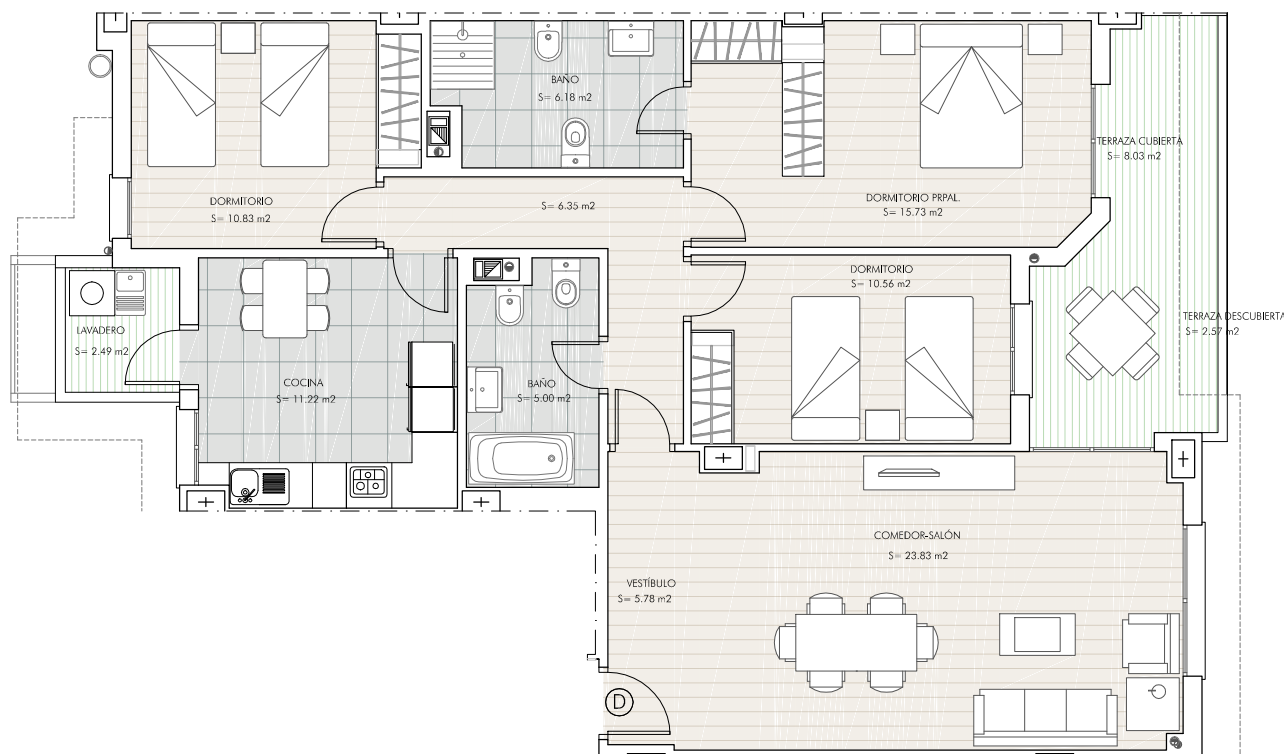 BAÑO
S= 6.18 m2
TERRAZA CUBIERTA
S= 8.03 m2
DORMITORIO
S= 10.83 m2
S= 6.35 m2
DORMITORIO PRPAL.
S= 15.73 m2
DORMITORIO
S= 10.56 m2
TERRAZA DESCUBIERTA
S= 2.57 m2
LAVADERO
S= 2.49 m2
COCINA
S= 11.22 m2
BAÑO
S= 5.00 m2
COMEDOR-SALÓN
S= 23.83 m2
VESTÍBULO
S= 5.78 m2
D